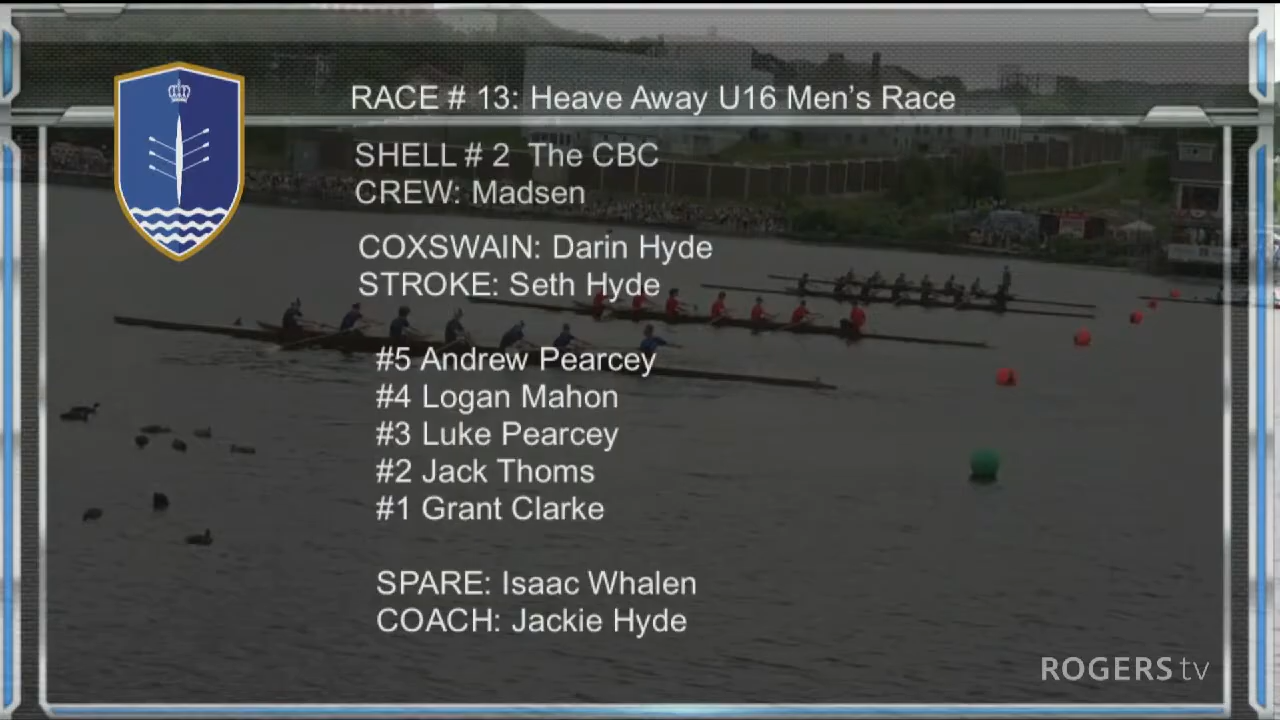 RACE # 13: Heave Away U16 Men's Race
SHELL # 2 The CBC
CREW: Madsen
COXSWAIN: Darin Hyde
STROKE: Seth Hyde
#5 Andrew Pearcey
#4 Logan Mahon
#3 Luke Pearcey
#2 Jack Thoms
#1 Grant Clarke
SPARE: Isaac Whalen
COACH: Jackie Hyde
ROGERS tv